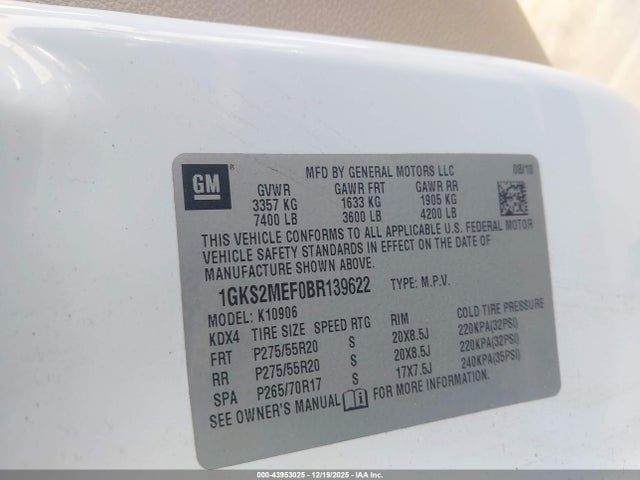 GM
MFD BY GENERAL MOTORS LLC 08/10
GVWR GAWR FRT GAWR RR
3357 KG 1633 KG 1905 KG
7400 LB 3600 LB 4200 LB
THIS VEHICLE CONFORMS TO ALL APPLICABLE U.S. FEDERAL MOTOR
VEHICLE SAFETY STANDARDS IN EFFECT ON THE DATE OF
MANUFACTURE SHOWN ABOVE.
1GKS2MEF0BR139622 TYPE: M.P.V.
MODEL: K10906
KDX4 TIRE SIZE SPEED RTG RIM COLD TIRE PRESSURE
FRT P275/55R20 S 20X8.5J 220KPA(32PSI)
RR P275/55R20 S 20X8.5J 220KPA(32PSI)
SPA P265/70R17 S 17X7.5J 240KPA(35PSI)
SEE OWNER'S MANUAL FOR MORE INFORMATION.
000-43953025 - 12/19/2025 - IAA Inc.